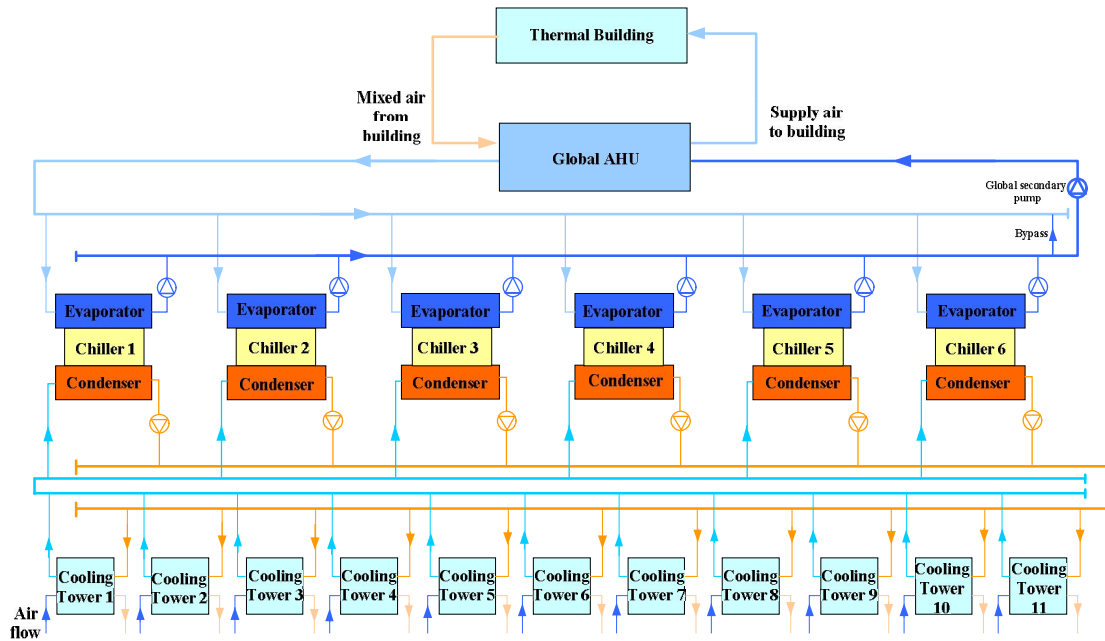 Thermal Building
Mixed air
from
building
Supply air
to building
Global AHU
Global secondary
pump
Bypass
Evaporator
Evaporator
Evaporator
Evaporator
Evaporator
Evaporator
Chiller 1
Chiller 2
Chiller 3
Chiller 4
Chiller 5
Chiller 6
Condenser
Condenser
Condenser
Condenser
Condenser
Condenser
Cooling
Tower 1
Cooling
Tower 2
Cooling
Tower 3
Cooling
Tower 4
Cooling
Tower 5
Cooling
Tower 6
Cooling
Tower 7
Cooling
Tower 8
Cooling
Tower 9
Cooling
Tower
10
Cooling
Tower
11
Air
flow